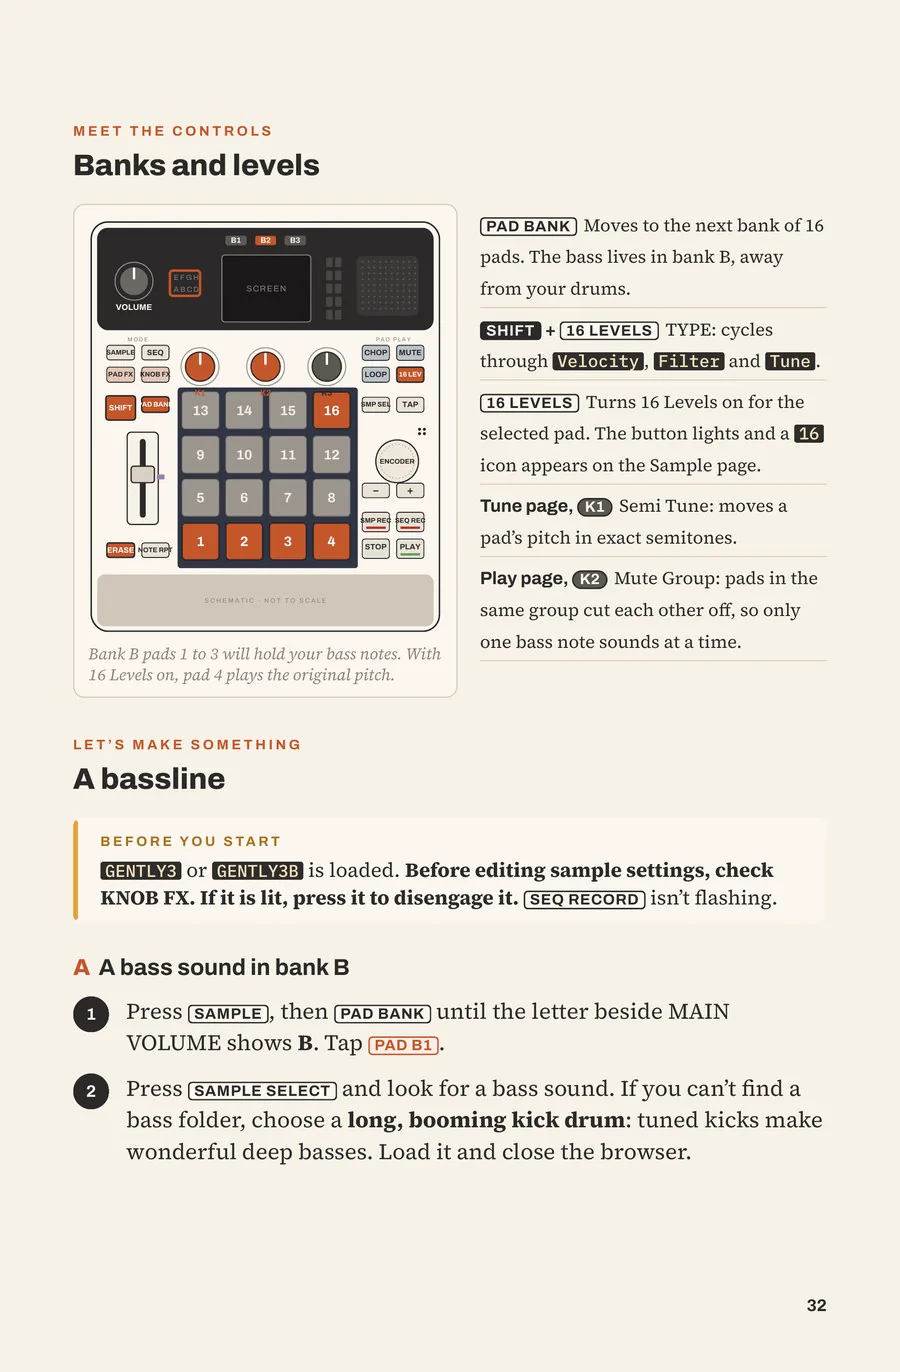 MEET THE CONTROLS
Banks and levels
B1 B2 B3
EFGH
ABCD
SCREEN
VOLUME
MODE
PAD PLAY
SAMPLE SEQ
CHOP MUTE
PAD FX KNOB FX
LOOP 16 LEV
K1 K2 K3
SHIFT PAD BANK
13 14 15 16
SMP SEL TAP
9 10 11 12
ENCODER
− +
5 6 7 8
SMP REC SEQ REC
1 2 3 4
ERASE NOTE RPT
STOP PLAY
SCHEMATIC · NOT TO SCALE
Bank B pads 1 to 3 will hold your bass notes. With
16 Levels on, pad 4 plays the original pitch.
PAD BANK Moves to the next bank of 16
pads. The bass lives in bank B, away
from your drums.
SHIFT + 16 LEVELS TYPE: cycles
through Velocity, Filter and Tune.
16 LEVELS Turns 16 Levels on for the
selected pad. The button lights and a 16
icon appears on the Sample page.
Tune page, K1 Semi Tune: moves a
pad’s pitch in exact semitones.
Play page, K2 Mute Group: pads in the
same group cut each other off, so only
one bass note sounds at a time.
LET’S MAKE SOMETHING
A bassline
BEFORE YOU START
GENTLY3 or GENTLY3B is loaded. Before editing sample settings, check
KNOB FX. If it is lit, press it to disengage it. SEQ RECORD isn’t flashing.
A A bass sound in bank B
1 Press SAMPLE, then PAD BANK until the letter beside MAIN
VOLUME shows B. Tap PAD B1.
2 Press SAMPLE SELECT and look for a bass sound. If you can’t find a
bass folder, choose a long, booming kick drum: tuned kicks make
wonderful deep basses. Load it and close the browser.
32